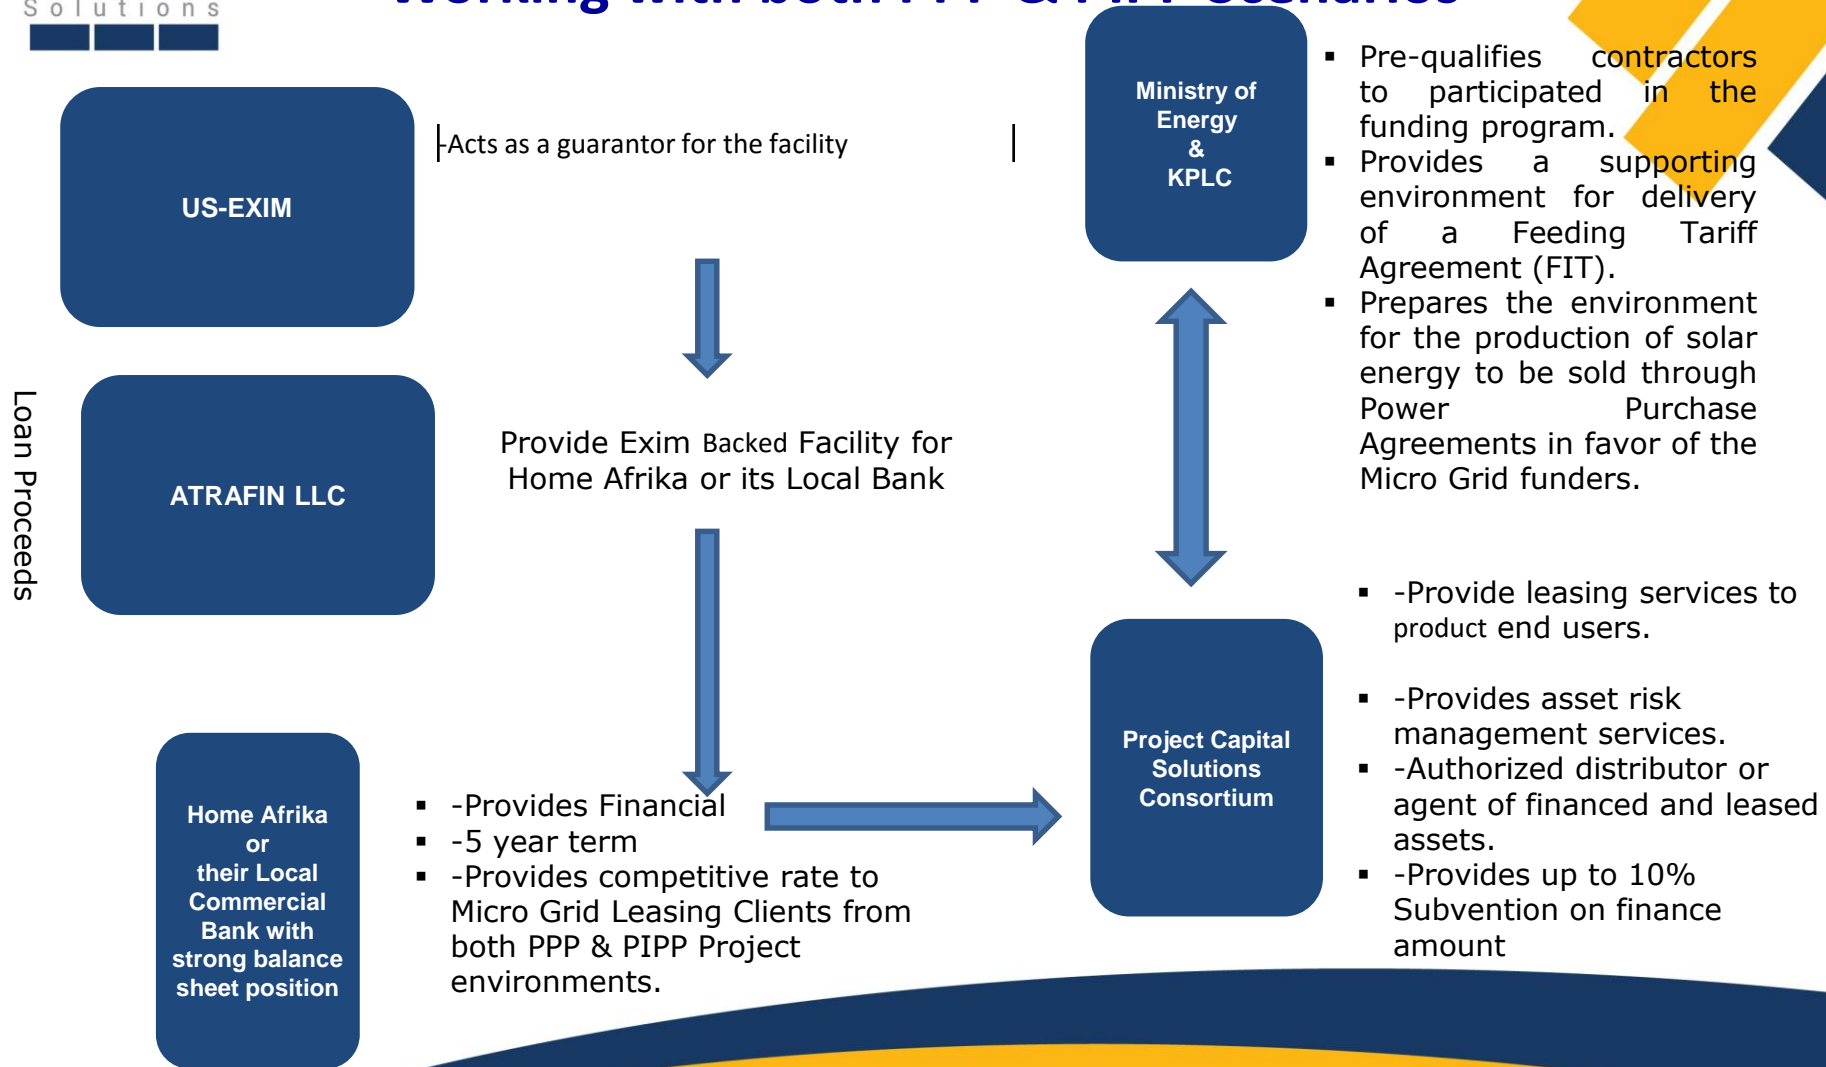 Solutions
Working with both PPP & PIPP Scenarios
US-EXIM
-Acts as a guarantor for the facility
Ministry of
Energy
&
KPLC
▪ Pre-qualifies contractors
to participated in the
funding program.
▪ Provides a supporting
environment for delivery
of a Feeding Tariff
Agreement (FIT).
▪ Prepares the environment
for the production of solar
energy to be sold through
Power Purchase
Agreements in favor of the
Micro Grid funders.
Loan Proceeds
ATRAFIN LLC
Provide Exim Backed Facility for
Home Afrika or its Local Bank
Home Afrika
or
their Local
Commercial
Bank with
strong balance
sheet position
▪ -Provides Financial
▪ -5 year term
▪ -Provides competitive rate to
Micro Grid Leasing Clients from
both PPP & PIPP Project
environments.
Project Capital
Solutions
Consortium
▪ -Provide leasing services to
product end users.
▪ -Provides asset risk
management services.
▪ -Authorized distributor or
agent of financed and leased
assets.
▪ -Provides up to 10%
Subvention on finance
amount